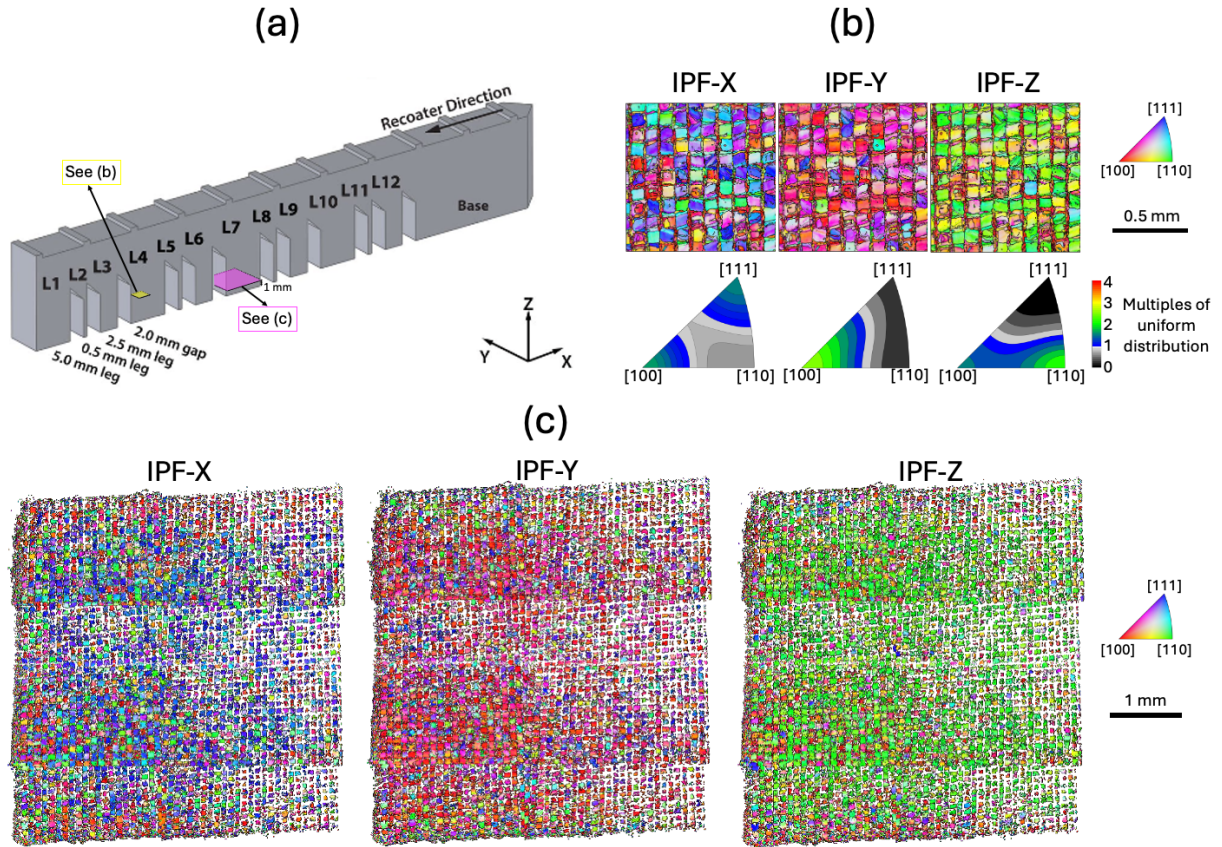 (a)
Recoater Direction
See (b)
L1 L2 L3 L4 L5 L6 L7 L8 L9 L10 L11 L12
Base
1 mm
See (c)
2.0 mm gap
2.5 mm leg
0.5 mm leg
5.0 mm leg
Z
Y
X
(b)
IPF-X IPF-Y IPF-Z
[111]
[100] [110]
0.5 mm
[111] [111] [111]
[100] [110] [100] [110] [100] [110]
4
3
2
1
0
Multiples of
uniform
distribution
(c)
IPF-X IPF-Y IPF-Z
[111]
[100] [110]
1 mm